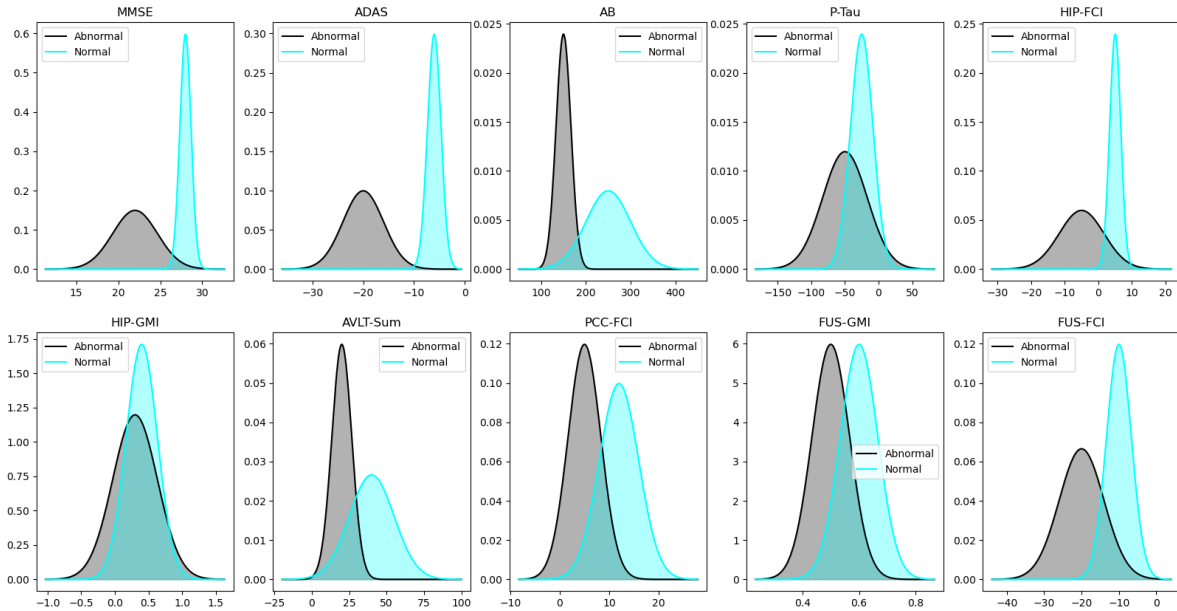 MMSE
Abnormal
Normal
0.6
0.5
0.4
0.3
0.2
0.1
0.0
15 20 25 30
ADAS
Abnormal
Normal
0.30
0.25
0.20
0.15
0.10
0.05
0.00
−30 −20 −10 0
AB
Abnormal
Normal
0.025
0.020
0.015
0.010
0.005
0.000
100 200 300 400
P-Tau
Abnormal
Normal
0.025
0.020
0.015
0.010
0.005
0.000
−150 −100 −50 0 50
HIP-FCI
Abnormal
Normal
0.25
0.20
0.15
0.10
0.05
0.00
−30 −20 −10 0 10 20
HIP-GMI
Abnormal
Normal
1.75
1.50
1.25
1.00
0.75
0.50
0.25
0.00
−1.0 −0.5 0.0 0.5 1.0 1.5
AVLT-Sum
Abnormal
Normal
0.06
0.05
0.04
0.03
0.02
0.01
0.00
−25 0 25 50 75 100
PCC-FCI
Abnormal
Normal
0.12
0.10
0.08
0.06
0.04
0.02
0.00
−10 0 10 20
FUS-GMI
Abnormal
Normal
6
5
4
3
2
1
0
0.4 0.6 0.8
FUS-FCI
Abnormal
Normal
0.12
0.10
0.08
0.06
0.04
0.02
0.00
−40 −30 −20 −10 0